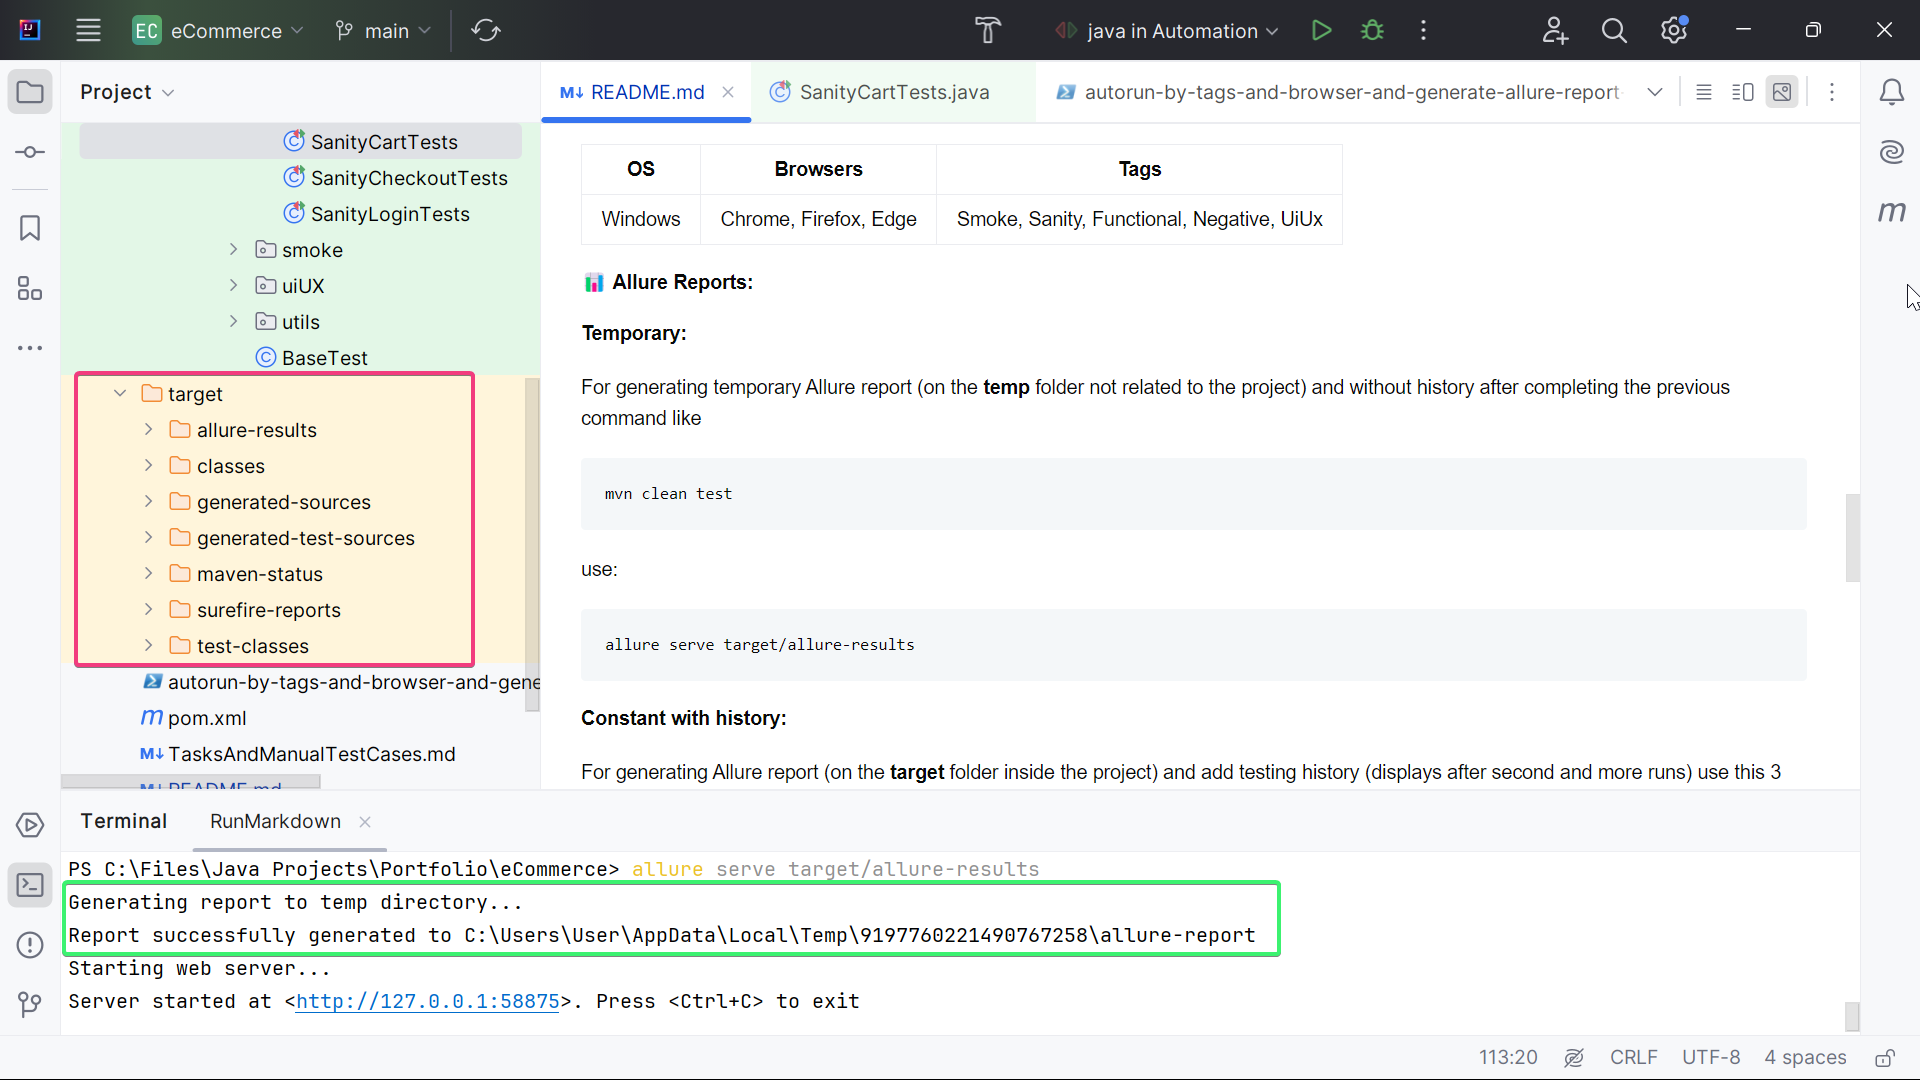 EC eCommerce main java in Automation
Project
README.md
SanityCartTests.java
autorun-by-tags-and-browser-and-generate-allure-report
SanityCartTests
SanityCheckoutTests
SanityLoginTests
smoke
uiUX
utils
BaseTest
target
allure-results
classes
generated-sources
generated-test-sources
maven-status
surefire-reports
test-classes
autorun-by-tags-and-browser-and-gene
m pom.xml
M↓ TasksAndManualTestCases.md
M↓ README.md
OS Browsers Tags
Windows Chrome, Firefox, Edge Smoke, Sanity, Functional, Negative, UiUx
Allure Reports:
Temporary:
For generating temporary Allure report (on the temp folder not related to the project) and without history after completing the previous
command like
mvn clean test
use:
allure serve target/allure-results
Constant with history:
For generating Allure report (on the target folder inside the project) and add testing history (displays after second and more runs) use this 3
m
Terminal RunMarkdown
PS C:\Files\Java Projects\Portfolio\eCommerce> allure serve target/allure-results
Generating report to temp directory...
Report successfully generated to C:\Users\User\AppData\Local\Temp\9197760221490767258\allure-report
Starting web server...
Server started at <http://127.0.0.1:58875>. Press <Ctrl+C> to exit
113:20 CRLF UTF-8 4 spaces